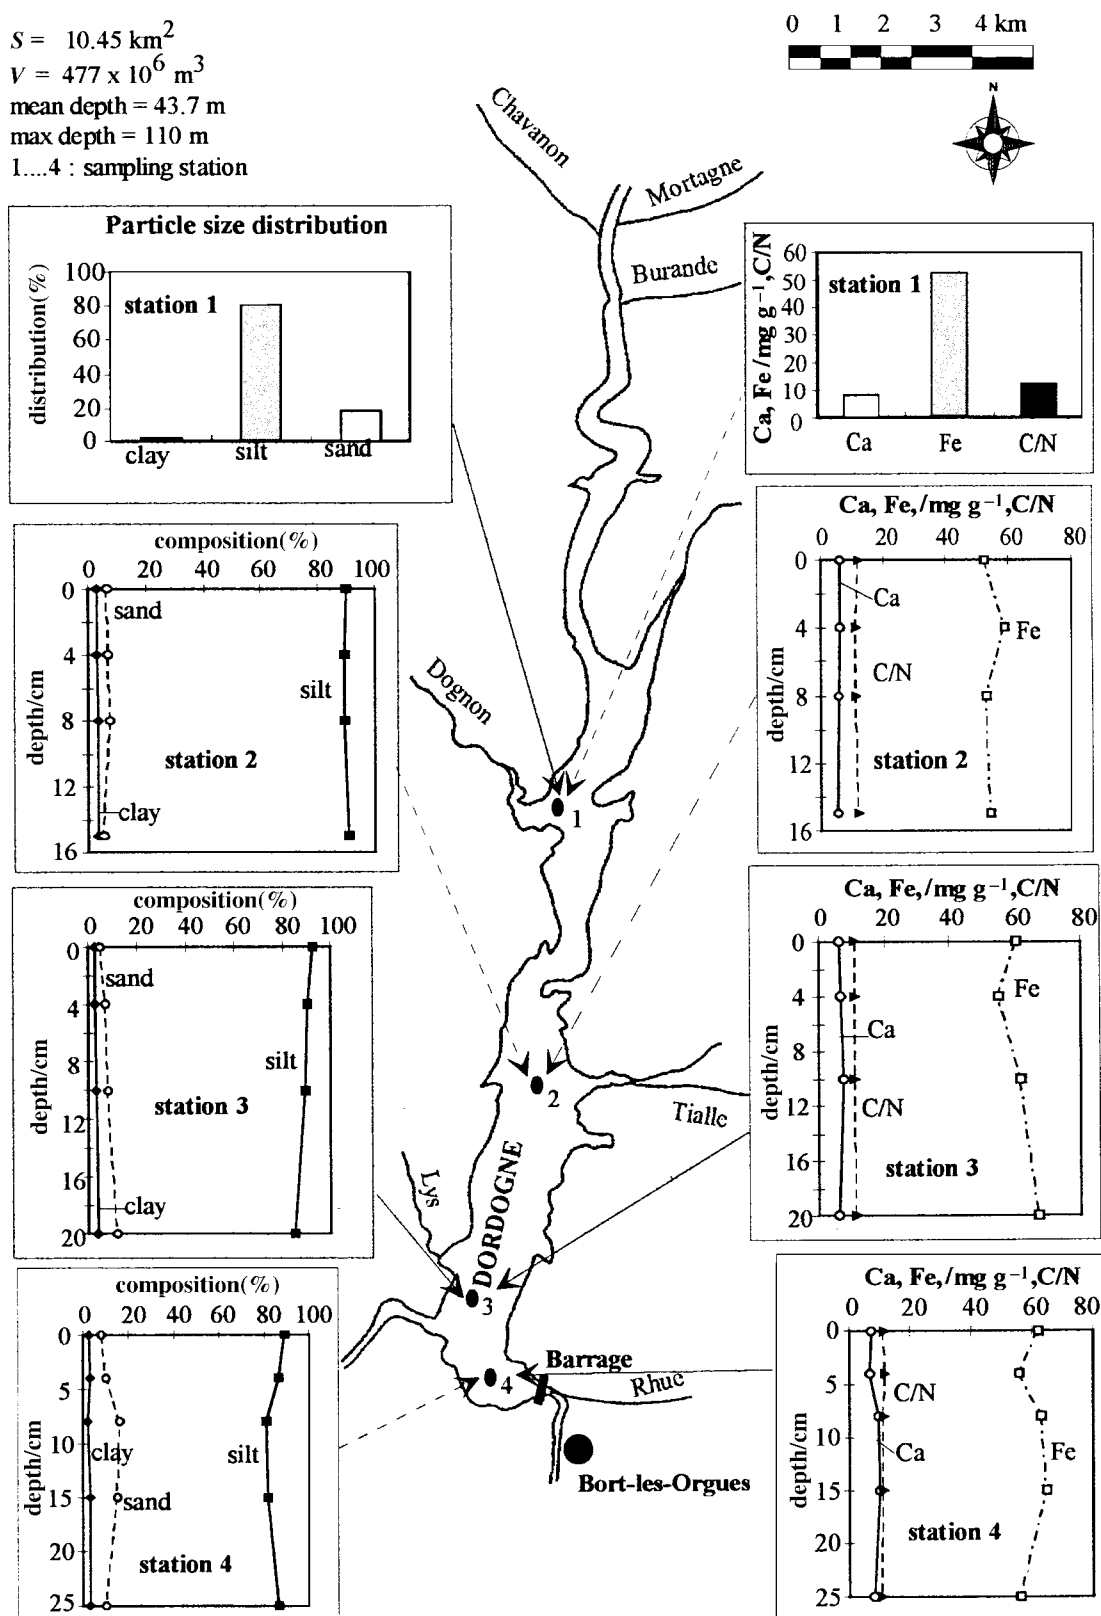 S = 10.45 km2
V = 477 x 10^6 m3
mean depth = 43.7 m
max depth = 110 m
1....4 : sampling station
0 1 2 3 4 km
N
Chavanon
Mortagne
Burande
Dognon
1
2
Tialle
Lys
DORDOGNE
3
4
Barrage
Rhue
Bort-les-Orgues
Particle size distribution
distribution(%)
100
80
60
40
20
0
station 1
clay silt sand
composition(%)
0 20 40 60 80 100
depth/cm
0
4
8
12
16
sand
silt
station 2
clay
composition(%)
0 20 40 60 80 100
depth/cm
0
4
8
12
16
20
sand
silt
station 3
clay
composition(%)
0 20 40 60 80 100
depth/cm
0
5
10
15
20
25
clay
silt
sand
station 4
Ca, Fe/mg g−1,C/N
60
50
40
30
20
10
0
station 1
Ca Fe C/N
Ca, Fe,/mg g−1,C/N
0 20 40 60 80
depth/cm
0
4
8
12
16
Ca
Fe
C/N
station 2
Ca, Fe,/mg g−1,C/N
0 20 40 60 80
depth/cm
0
4
8
12
16
20
Fe
Ca
C/N
station 3
Ca, Fe,/mg g−1,C/N
0 20 40 60 80
depth/cm
0
5
10
15
20
25
C/N
Ca
Fe
station 4